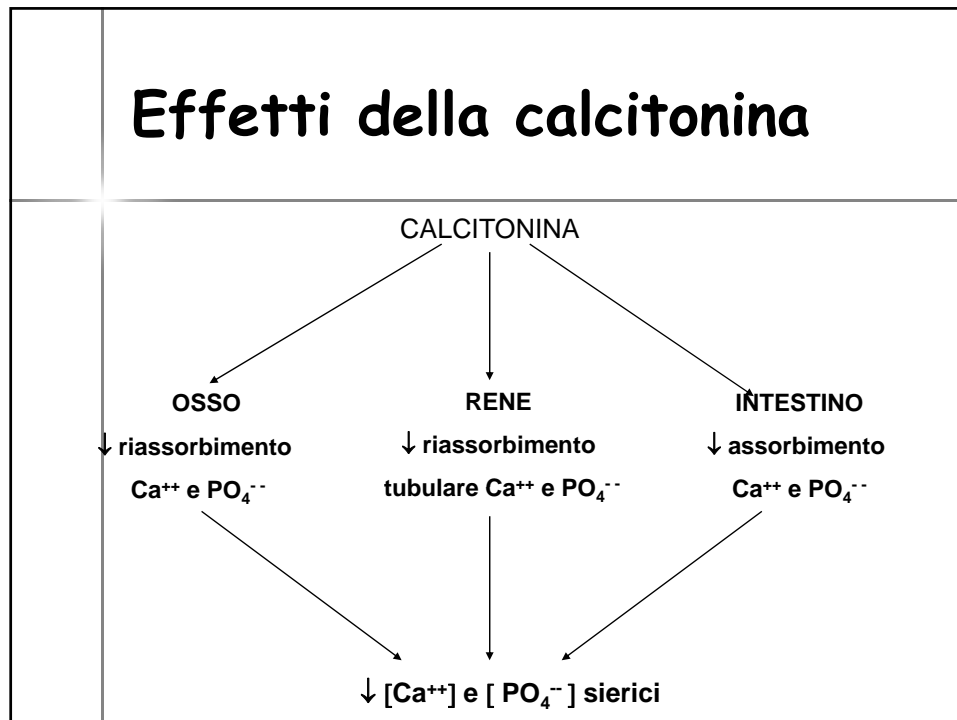 Effetti della calcitonina
CALCITONINA
OSSO
↓ riassorbimento
Ca⁺⁺ e PO₄⁻ ⁻
RENE
↓ riassorbimento
tubulare Ca⁺⁺ e PO₄⁻ ⁻
INTESTINO
↓ assorbimento
Ca⁺⁺ e PO₄⁻ ⁻
↓ [Ca⁺⁺] e [ PO₄⁻⁻ ] sierici